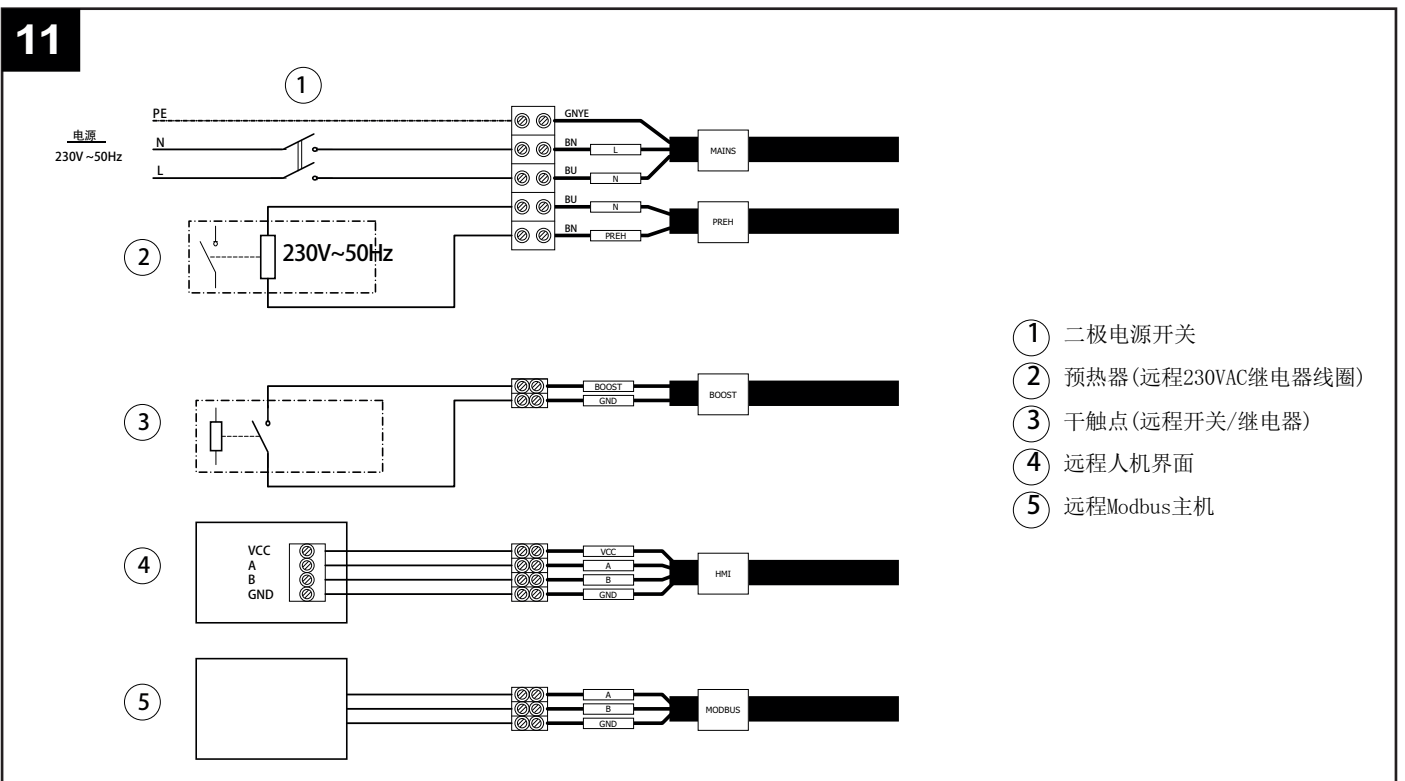 11
1
PE
GNYE
电源
230V ~50Hz
N
BN
L
MAINS
L
BU
N
BU
N
PREH
2
230V~50Hz
BN
PREH
1 二极电源开关
2 预热器(远程230VAC继电器线圈)
3 干触点(远程开关/继电器)
4 远程人机界面
5 远程Modbus主机
3
BOOST
GND
BOOST
4
VCC
A
B
GND
VCC
A
B
GND
HMI
5
A
B
GND
MODBUS